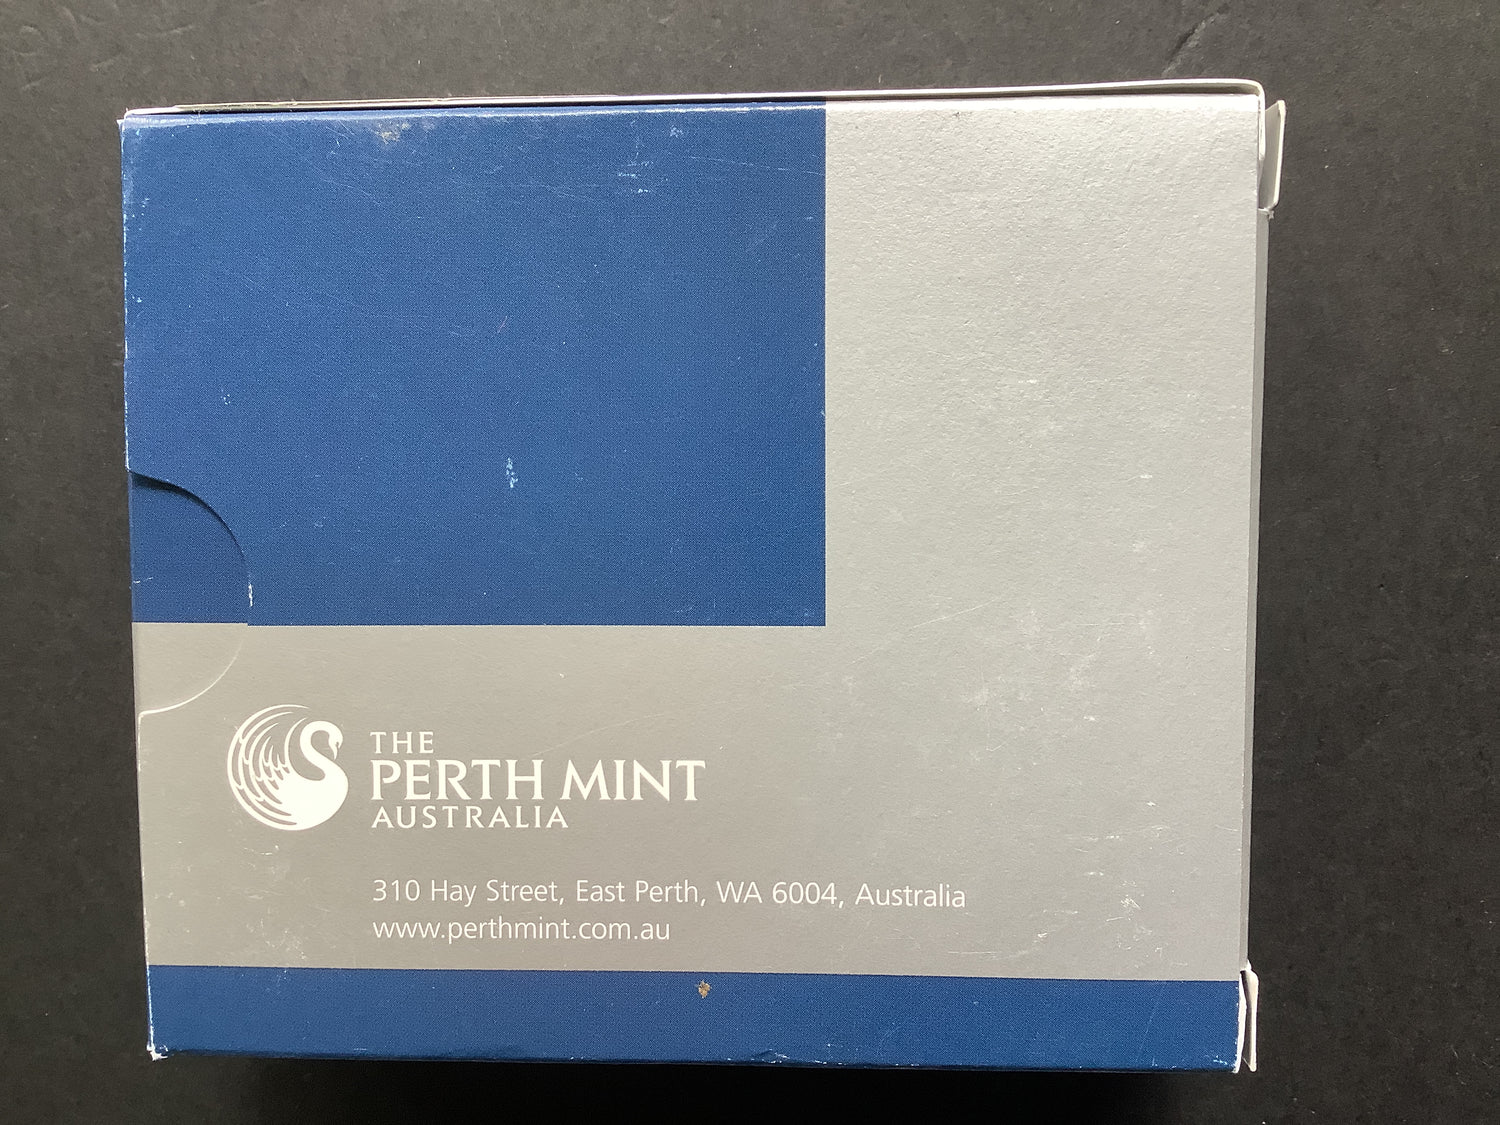 THE
PERTH MINT
AUSTRALIA
310 Hay Street, East Perth, WA 6004, Australia
www.perthmint.com.au